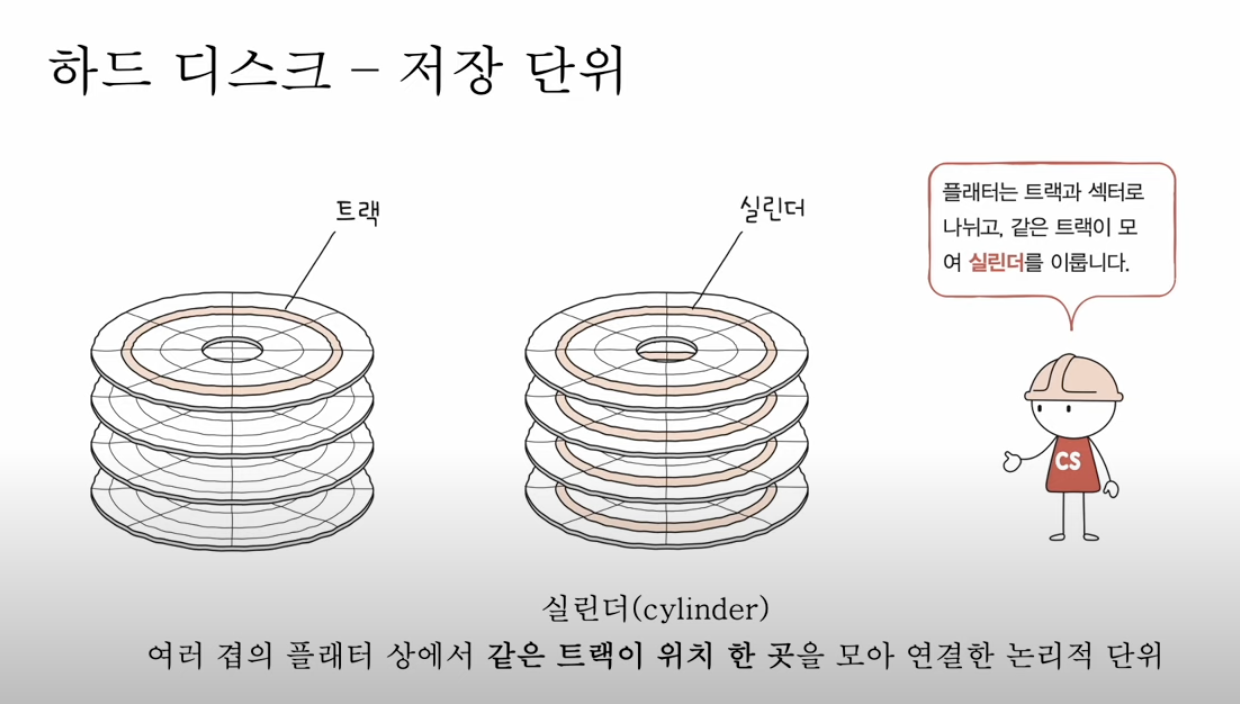 하드 디스크 – 저장 단위
트랙
실린더
플래터는 트랙과 섹터로
나뉘고, 같은 트랙이 모
여 실린더를 이룹니다.
CS
실린더(cylinder)
여러 겹의 플래터 상에서 같은 트랙이 위치 한 곳을 모아 연결한 논리적 단위